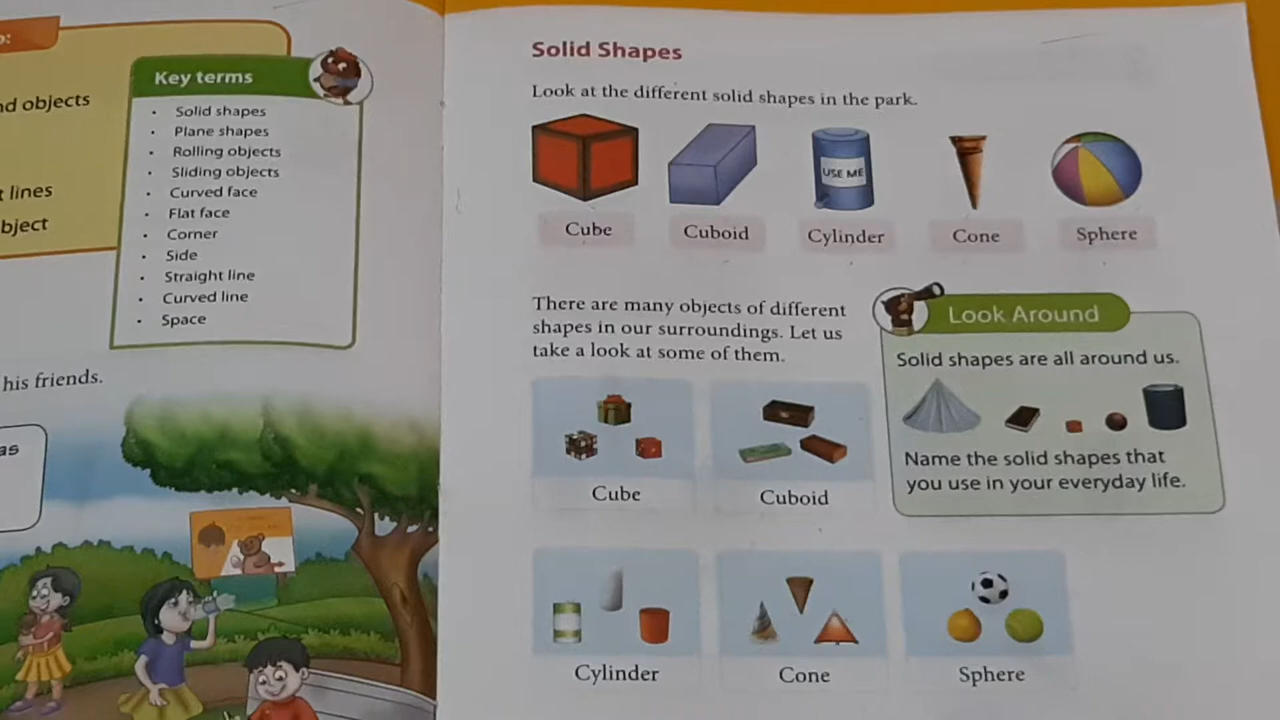 o:
nd objects
t lines
bject
Key terms
• Solid shapes
• Plane shapes
• Rolling objects
• Sliding objects
• Curved face
• Flat face
• Corner
• Side
• Straight line
• Curved line
• Space
his friends.
as
Solid Shapes
Look at the different solid shapes in the park.
USE ME
Cube
Cuboid
Cylinder
Cone
Sphere
There are many objects of different
shapes in our surroundings. Let us
take a look at some of them.
Look Around
Solid shapes are all around us.
Name the solid shapes that
you use in your everyday life.
Cube
Cuboid
Cylinder
Cone
Sphere